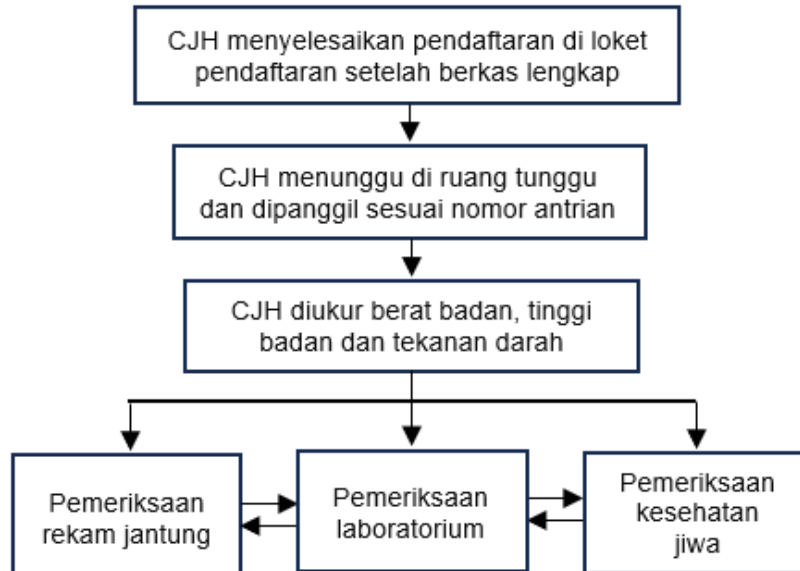 CJH menyelesaikan pendaftaran di loket
pendaftaran setelah berkas lengkap
CJH menunggu di ruang tunggu
dan dipanggil sesuai nomor antrian
CJH diukur berat badan, tinggi
badan dan tekanan darah
Pemeriksaan
rekam jantung
Pemeriksaan
laboratorium
Pemeriksaan
kesehatan
jiwa